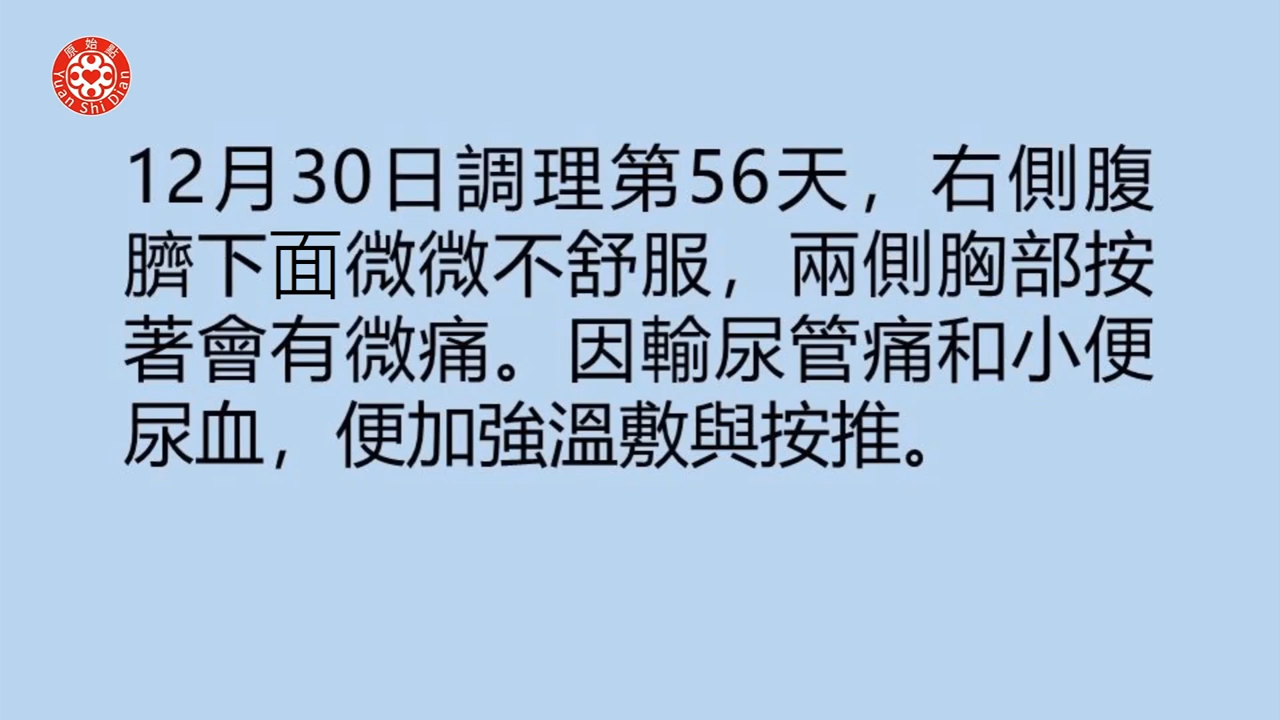 原始點
Yuan Shi Dian
12月30日調理第56天，右側腹
臍下面微微不舒服，兩側胸部按
著會有微痛。因輸尿管痛和小便
尿血，便加強溫敷與按推。